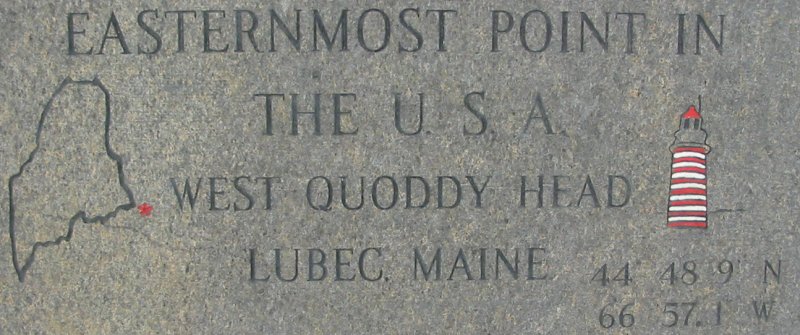 EASTERNMOST POINT IN
THE U. S. A.
WEST QUODDY HEAD
LUBEC, MAINE
44 48 9 N
66 57.1 W